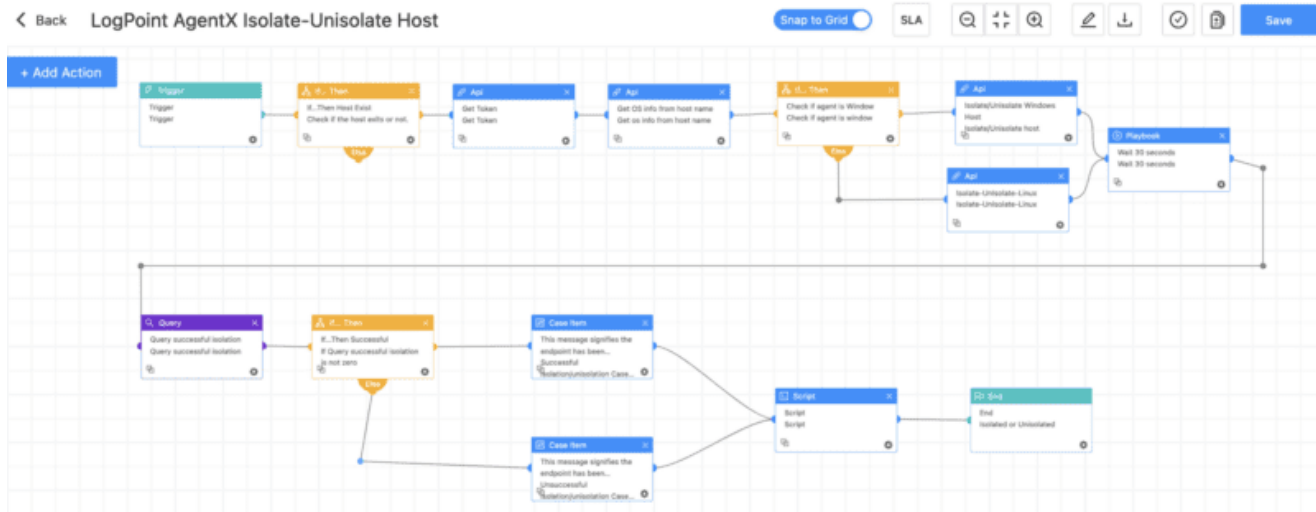 Back LogPoint AgentX Isolate-Unisolate Host Snap to Grid SLA Save
+ Add Action
Trigger
Trigger
Trigger
If... Then
If...Then Host Exist
Check if the host exits or not.
Else
Api
Get Token
Get Token
Api
Get OS info from host name
Get os info from host name
If... Then
Check if agent is Window
Check if agent is window
Else
Api
Isolate/Unisolate Windows
Host
Isolate/Unisolate host
Api
Isolate-Unisolate-Linux
Isolate-Unisolate-Linux
Playbook
Wait 30 seconds
Wait 30 seconds
Query
Query successful isolation
Query successful isolation
If... Then
If...Then Successful
If Query successful isolation
is not zero
Else
Case Item
This message signifies the
endpoint has been...
Successful
Isolation/unisolation Case...
Case Item
This message signifies the
endpoint has been...
Unsuccessful
Isolation/unisolation Case...
Script
Script
Script
End
End
Isolated or Unisolated